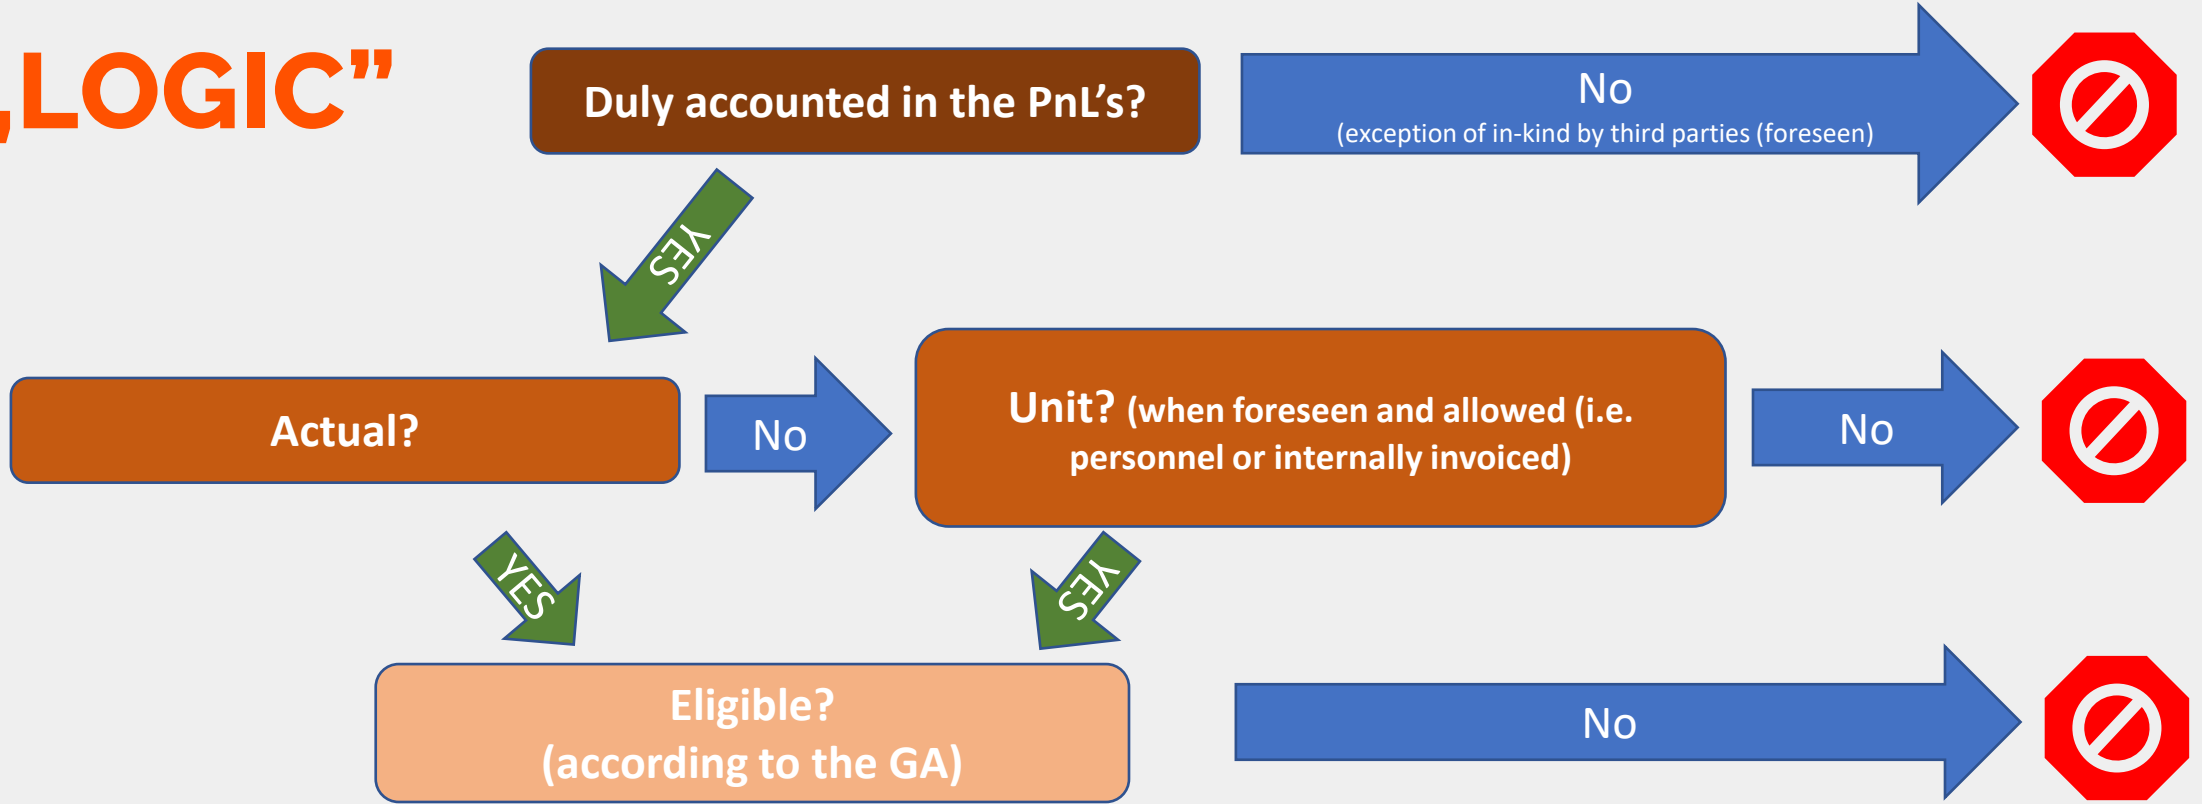 „LOGIC”
Duly accounted in the PnL’s?
No
(exception of in-kind by third parties (foreseen)
YES
Actual?
No
Unit? (when foreseen and allowed (i.e.
personnel or internally invoiced)
No
YES
YES
Eligible?
(according to the GA)
No